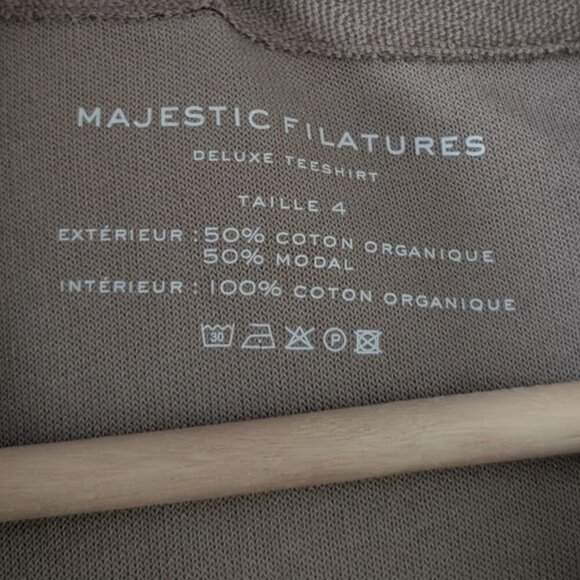 MAJESTIC FILATURES
DELUXE TEESHIRT
TAILLE 4
EXTÉRIEUR : 50% COTON ORGANIQUE
50% MODAL
INTÉRIEUR : 100% COTON ORGANIQUE
30 P